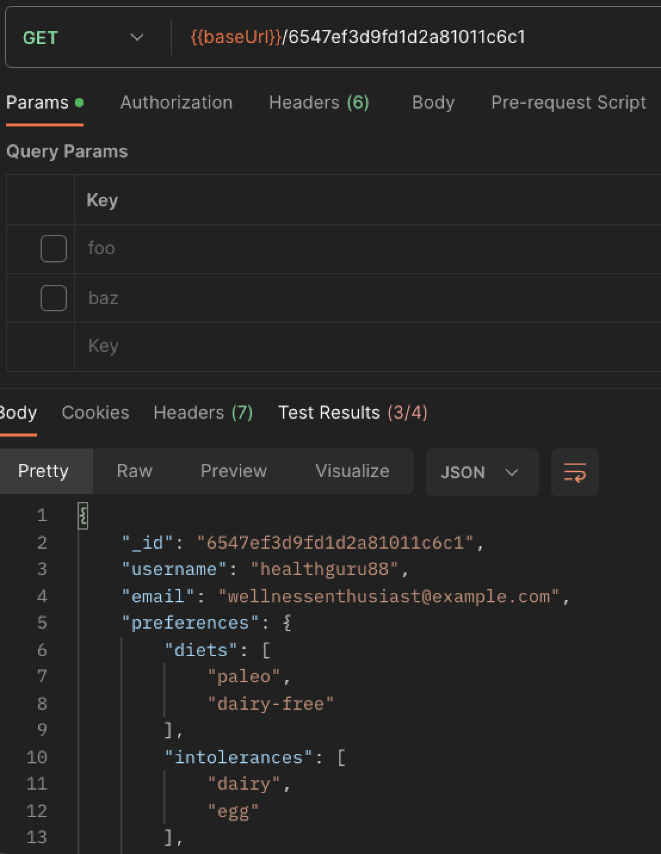 GET {{baseUrl}}/6547ef3d9fd1d2a81011c6c1
Params Authorization Headers (6) Body Pre-request Script
Query Params
Key
foo
baz
Key
Body Cookies Headers (7) Test Results (3/4)
Pretty Raw Preview Visualize JSON
1 {
2 "_id": "6547ef3d9fd1d2a81011c6c1",
3 "username": "healthguru88",
4 "email": "wellnessenthusiast@example.com",
5 "preferences": {
6 "diets": [
7 "paleo",
8 "dairy-free"
9 ],
10 "intolerances": [
11 "dairy",
12 "egg"
13 ],